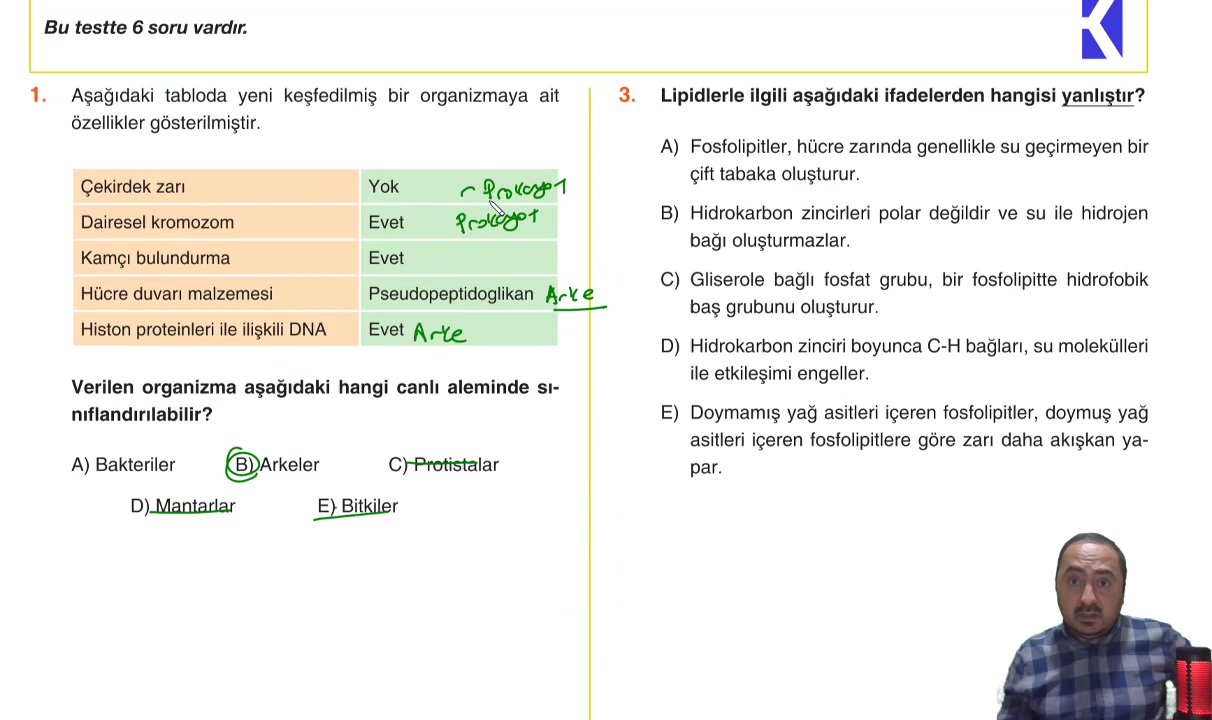 Bu testte 6 soru vardır.
1. Aşağıdaki tabloda yeni keşfedilmiş bir organizmaya ait
özellikler gösterilmiştir.
Çekirdek zarı Yok Prokaryot
Dairesel kromozom Evet Prokaryot
Kamçı bulundurma Evet
Hücre duvarı malzemesi Pseudopeptidoglikan Arke
Histon proteinleri ile ilişkili DNA Evet Arke
Verilen organizma aşağıdaki hangi canlı aleminde sı-
nıflandırılabilir?
A) Bakteriler B) Arkeler C) Protistalar
D) Mantarlar E) Bitkiler
3. Lipidlerle ilgili aşağıdaki ifadelerden hangisi yanlıştır?
A) Fosfolipitler, hücre zarında genellikle su geçirmeyen bir
çift tabaka oluşturur.
B) Hidrokarbon zincirleri polar değildir ve su ile hidrojen
bağı oluşturmazlar.
C) Gliserole bağlı fosfat grubu, bir fosfolipitte hidrofobik
baş grubunu oluşturur.
D) Hidrokarbon zinciri boyunca C-H bağları, su molekülleri
ile etkileşimi engeller.
E) Doymamış yağ asitleri içeren fosfolipitler, doymuş yağ
asitleri içeren fosfolipitlere göre zarı daha akışkan ya-
par.